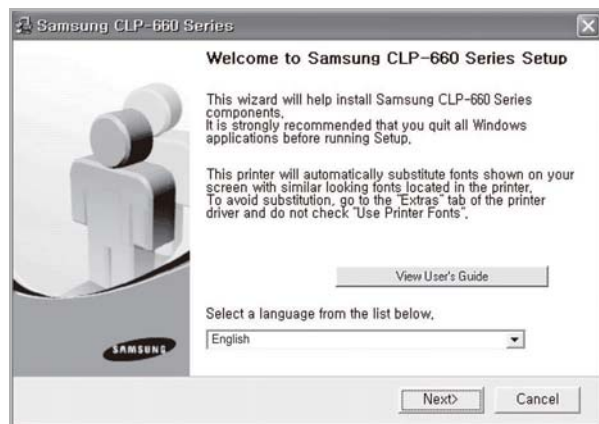 Samsung CLP-660 Series
Welcome to Samsung CLP-660 Series Setup
This wizard will help install Samsung CLP-660 Series
components.
It is strongly recommended that you quit all Windows
applications before running Setup.
This printer will automatically substitute fonts shown on your
screen with similar looking fonts located in the printer.
To avoid substitution, go to the "Extras" tab of the printer
driver and do not check "Use Printer Fonts".
View User's Guide
Select a language from the list below.
English
SAMSUNG
Next>
Cancel